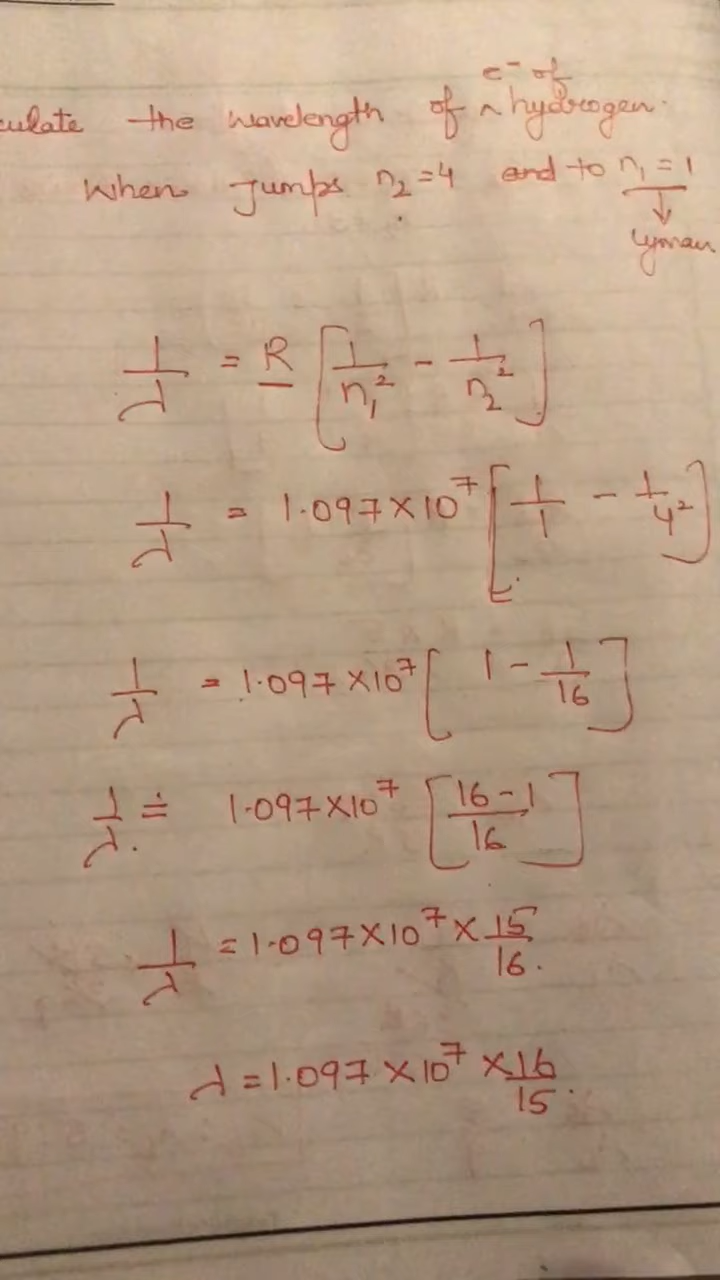 culate the wavelength of e⁻ of hydrogen.
When Jumps n₂ = 4 and to n₁ = 1
↓
Lyman
1/λ = R [1/n₁² - 1/n₂²]
1/λ = 1.097 × 10⁷ [1/1 - 1/4²]
1/λ = 1.097 × 10⁷ [1 - 1/16]
1/λ = 1.097 × 10⁷ [16 - 1/16]
1/λ = 1.097 × 10⁷ × 15/16.
λ = 1.097 × 10⁷ × 16/15.